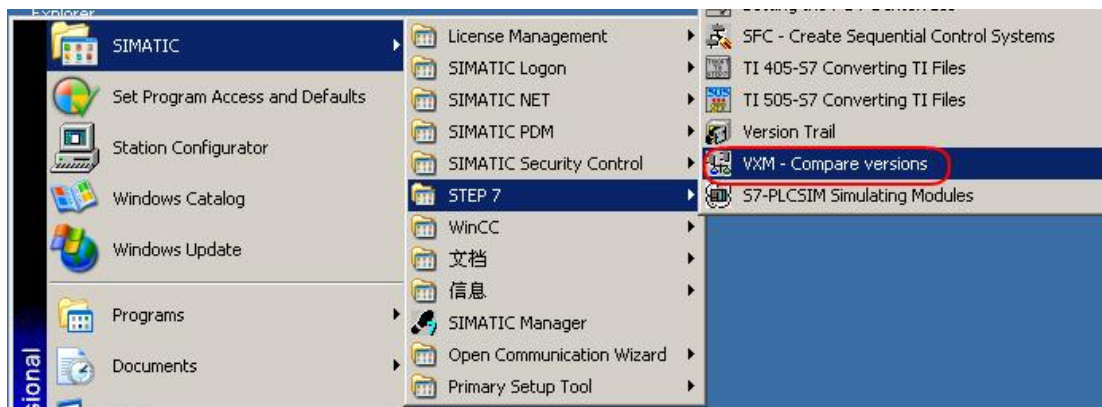 Explorer
SIMATIC
Set Program Access and Defaults
Station Configurator
Windows Catalog
Windows Update
Programs
Documents
sional
License Management
SIMATIC Logon
SIMATIC NET
SIMATIC PDM
SIMATIC Security Control
STEP 7
WinCC
文档
信息
SIMATIC Manager
Open Communication Wizard
Primary Setup Tool
SFC - Create Sequential Control Systems
TI 405-S7 Converting TI Files
TI 505-S7 Converting TI Files
Version Trail
VXM - Compare versions
S7-PLCSIM Simulating Modules